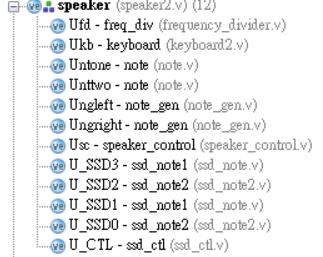 speaker (speaker2.v) (12)
Ufd - freq_div (frequency_divider.v)
Ukb - keyboard (keyboard2.v)
Untone - note (note.v)
Unttwo - note (note.v)
Ungleft - note_gen (note_gen.v)
Ungright - note_gen (note_gen.v)
Usc - speaker_control (speaker_control.v)
U_SSD3 - ssd_note1 (ssd_note.v)
U_SSD2 - ssd_note2 (ssd_note2.v)
U_SSD1 - ssd_note1 (ssd_note.v)
U_SSD0 - ssd_note2 (ssd_note2.v)
U_CTL - ssd_ctl (ssd_ctl.v)